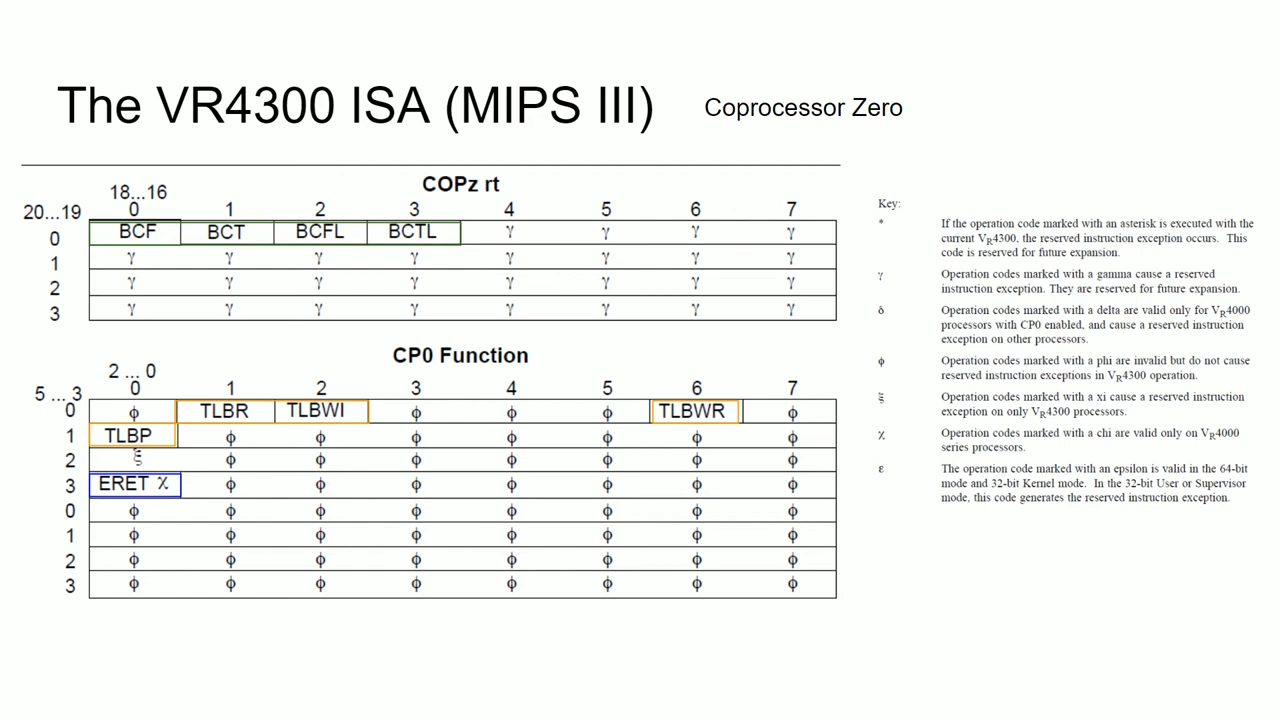 The VR4300 ISA (MIPS III)
Coprocessor Zero
COPz rt
18...16
20...19 0 1 2 3 4 5 6 7
0 BCF BCT BCFL BCTL γ γ γ γ
1 γ γ γ γ γ γ γ γ
2 γ γ γ γ γ γ γ γ
3 γ γ γ γ γ γ γ γ
CP0 Function
2 ... 0
5 ... 3 0 1 2 3 4 5 6 7
0 ϕ TLBR TLBWI ϕ ϕ ϕ TLBWR ϕ
1 TLBP ϕ ϕ ϕ ϕ ϕ ϕ ϕ
2 ξ ϕ ϕ ϕ ϕ ϕ ϕ ϕ
3 ERET χ ϕ ϕ ϕ ϕ ϕ ϕ ϕ
0 ϕ ϕ ϕ ϕ ϕ ϕ ϕ ϕ
1 ϕ ϕ ϕ ϕ ϕ ϕ ϕ ϕ
2 ϕ ϕ ϕ ϕ ϕ ϕ ϕ ϕ
3 ϕ ϕ ϕ ϕ ϕ ϕ ϕ ϕ
Key:
* If the operation code marked with an asterisk is executed with the
current VR4300, the reserved instruction exception occurs. This
code is reserved for future expansion.
γ Operation codes marked with a gamma cause a reserved
instruction exception. They are reserved for future expansion.
δ Operation codes marked with a delta are valid only for VR4000
processors with CP0 enabled, and cause a reserved instruction
exception on other processors.
ϕ Operation codes marked with a phi are invalid but do not cause
reserved instruction exceptions in VR4300 operation.
ξ Operation codes marked with a xi cause a reserved instruction
exception on only VR4300 processors.
χ Operation codes marked with a chi are valid only on VR4000
series processors.
ε The operation code marked with an epsilon is valid in the 64-bit
mode and 32-bit Kernel mode. In the 32-bit User or Supervisor
mode, this code generates the reserved instruction exception.